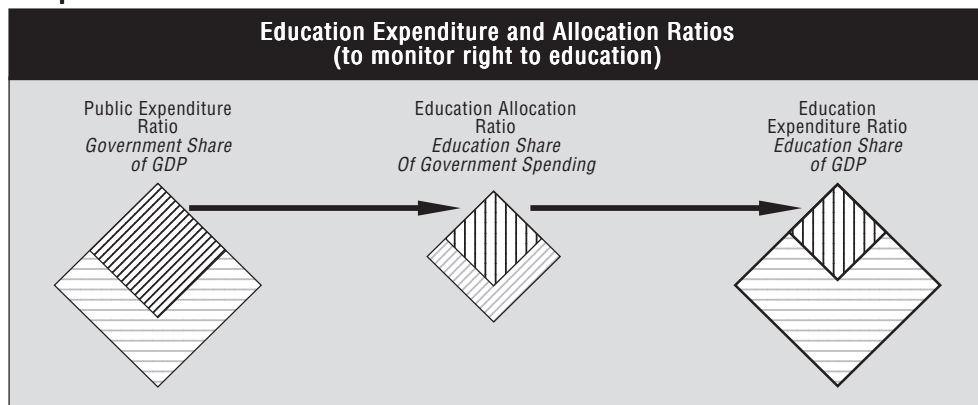 Education Expenditure and Allocation Ratios
(to monitor right to education)
Public Expenditure
Ratio
Government Share
of GDP
Education Allocation
Ratio
Education Share
Of Government Spending
Education
Expenditure Ratio
Education Share
of GDP